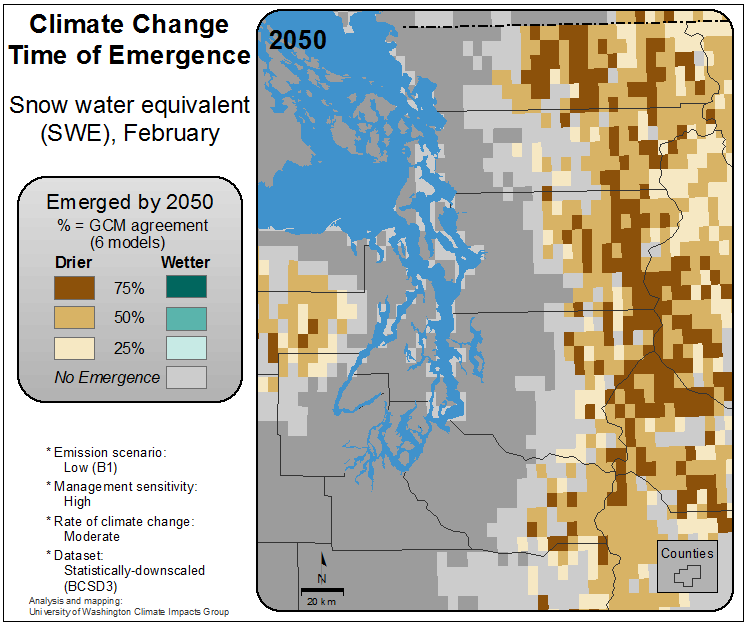 Climate Change
Time of Emergence
Snow water equivalent
(SWE), February
Emerged by 2050
% = GCM agreement
(6 models)
Drier Wetter
75%
50%
25%
No Emergence
* Emission scenario:
Low (B1)
* Management sensitivity:
High
* Rate of climate change:
Moderate
* Dataset:
Statistically-downscaled
(BCSD3)
Analysis and mapping:
University of Washington Climate Impacts Group
2050
N
20 km
Counties